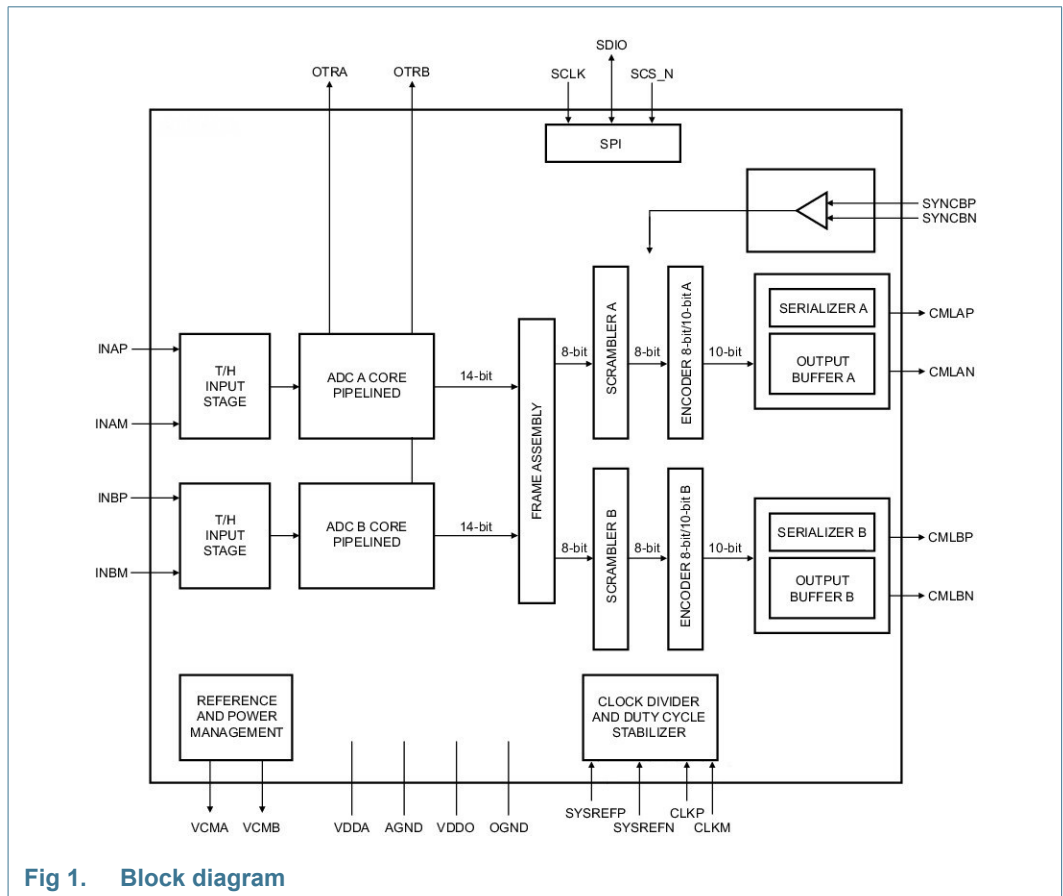 SDIO
OTRA
OTRB
SCLK
SCS_N
SPI
SYNCBP
SYNCBN
SCRAMBLER A
ENCODER 8-bit/10-bit A
SERIALIZER A
CMLAP
INAP
T/H
INPUT
STAGE
ADC A CORE
PIPELINED
14-bit
8-bit
8-bit
10-bit
OUTPUT
BUFFER A
CMLAN
INAM
FRAME ASSEMBLY
INBP
T/H
INPUT
STAGE
ADC B CORE
PIPELINED
14-bit
8-bit
SCRAMBLER B
8-bit
ENCODER 8-bit/10-bit B
10-bit
SERIALIZER B
CMLBP
INBM
OUTPUT
BUFFER B
CMLBN
REFERENCE
AND POWER
MANAGEMENT
CLOCK DIVIDER
AND DUTY CYCLE
STABILIZER
VCMA
VCMB
VDDA
AGND
VDDO
OGND
SYSREFP
SYSREFN
CLKP
CLKM
Fig 1. Block diagram